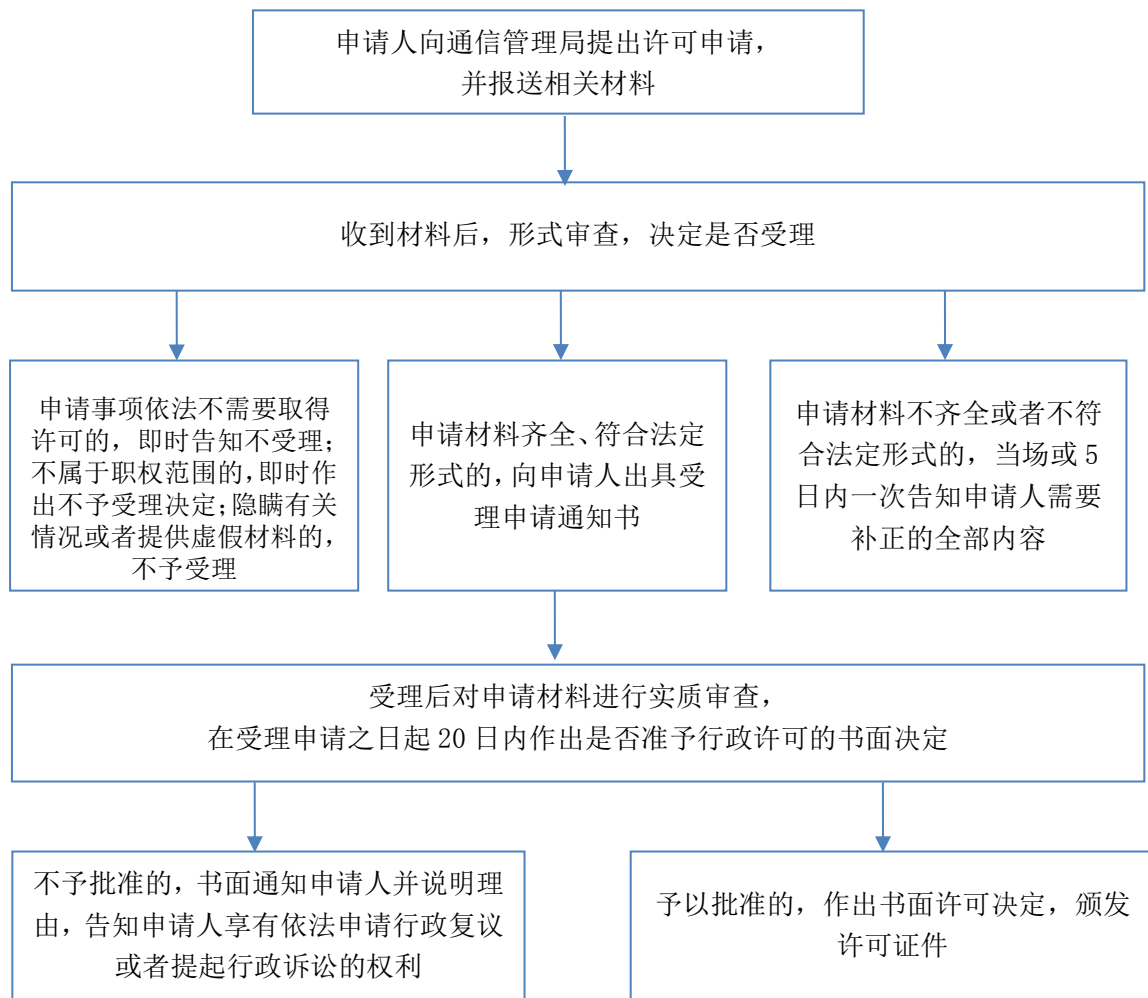 申请人向通信管理局提出许可申请，
并报送相关材料
收到材料后，形式审查，决定是否受理
申请事项依法不需要取得
许可的，即时告知不受理；
不属于职权范围的，即时作
出不予受理决定；隐瞒有关
情况或者提供虚假材料的，
不予受理
申请材料齐全、符合法定
形式的，向申请人出具受
理申请通知书
申请材料不齐全或者不符
合法定形式的，当场或 5
日内一次告知申请人需要
补正的全部内容
受理后对申请材料进行实质审查，
在受理申请之日起 20 日内作出是否准予行政许可的书面决定
不予批准的，书面通知申请人并说明理
由，告知申请人享有依法申请行政复议
或者提起行政诉讼的权利
予以批准的，作出书面许可决定，颁发
许可证件